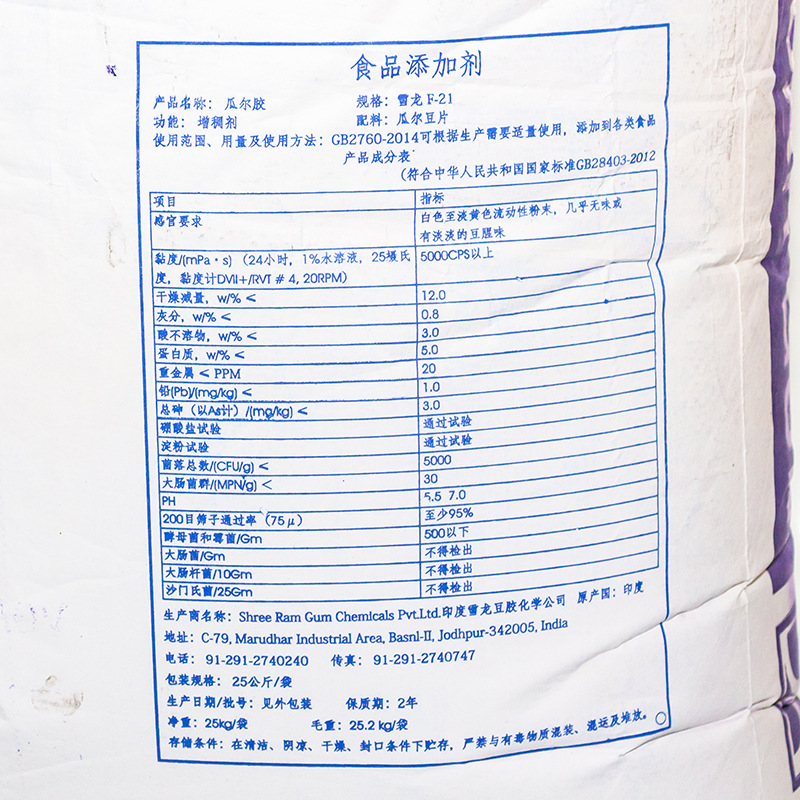 食品添加剂
产品名称: 瓜尔胶 规格: 雪龙 F-21
功能: 增稠剂 配料: 瓜尔豆片
使用范围、用量及使用方法: GB2760-2014可根据生产需要适量使用, 添加到各类食品
产品成分表
(符合中华人民共和国国家标准GB28403-2012
项目 指标
感官要求 白色至淡黄色流动性粉末, 几乎无味或
有淡淡的豆腥味
黏度/(mPa·s) (24小时, 1%水溶液, 25摄氏 5000CPS以上
度, 黏度计DVII+/RVT # 4, 20RPM)
干燥减量, w/% ≤ 12.0
灰分, w/% ≤ 0.8
酸不溶物, w/% ≤ 3.0
蛋白质, w/% ≤ 5.0
重金属 ≤ PPM 20
铅(Pb)/(mg/kg) ≤ 1.0
总砷 (以As计) /(mg/kg) ≤ 3.0
硼酸盐试验 通过试验
淀粉试验 通过试验
菌落总数/(CFU/g) ≤ 5000
大肠菌群/(MPN/g) < 30
PH 5.5 7.0
200目筛子通过率 (75μ) 至少95%
酵母菌和霉菌/Gm 500以下
大肠菌/Gm 不得检出
大肠杆菌/10Gm 不得检出
沙门氏菌/25Gm 不得检出
生产商名称: Shree Ram Gum Chemicals Pvt.Ltd.印度雪龙豆胶化学公司 原产国: 印度
地址: C-79, Marudhar Industrial Area, Basni-II, Jodhpur-342005, India
电话: 91-291-2740240 传真: 91-291-2740747
包装规格: 25公斤/袋
生产日期/批号: 见外包装 保质期: 2年
净重: 25kg/袋 毛重: 25.2 kg/袋
存储条件: 在清洁、阴凉、干燥、封口条件下贮存, 严禁与有毒物质混装、混运及堆放。